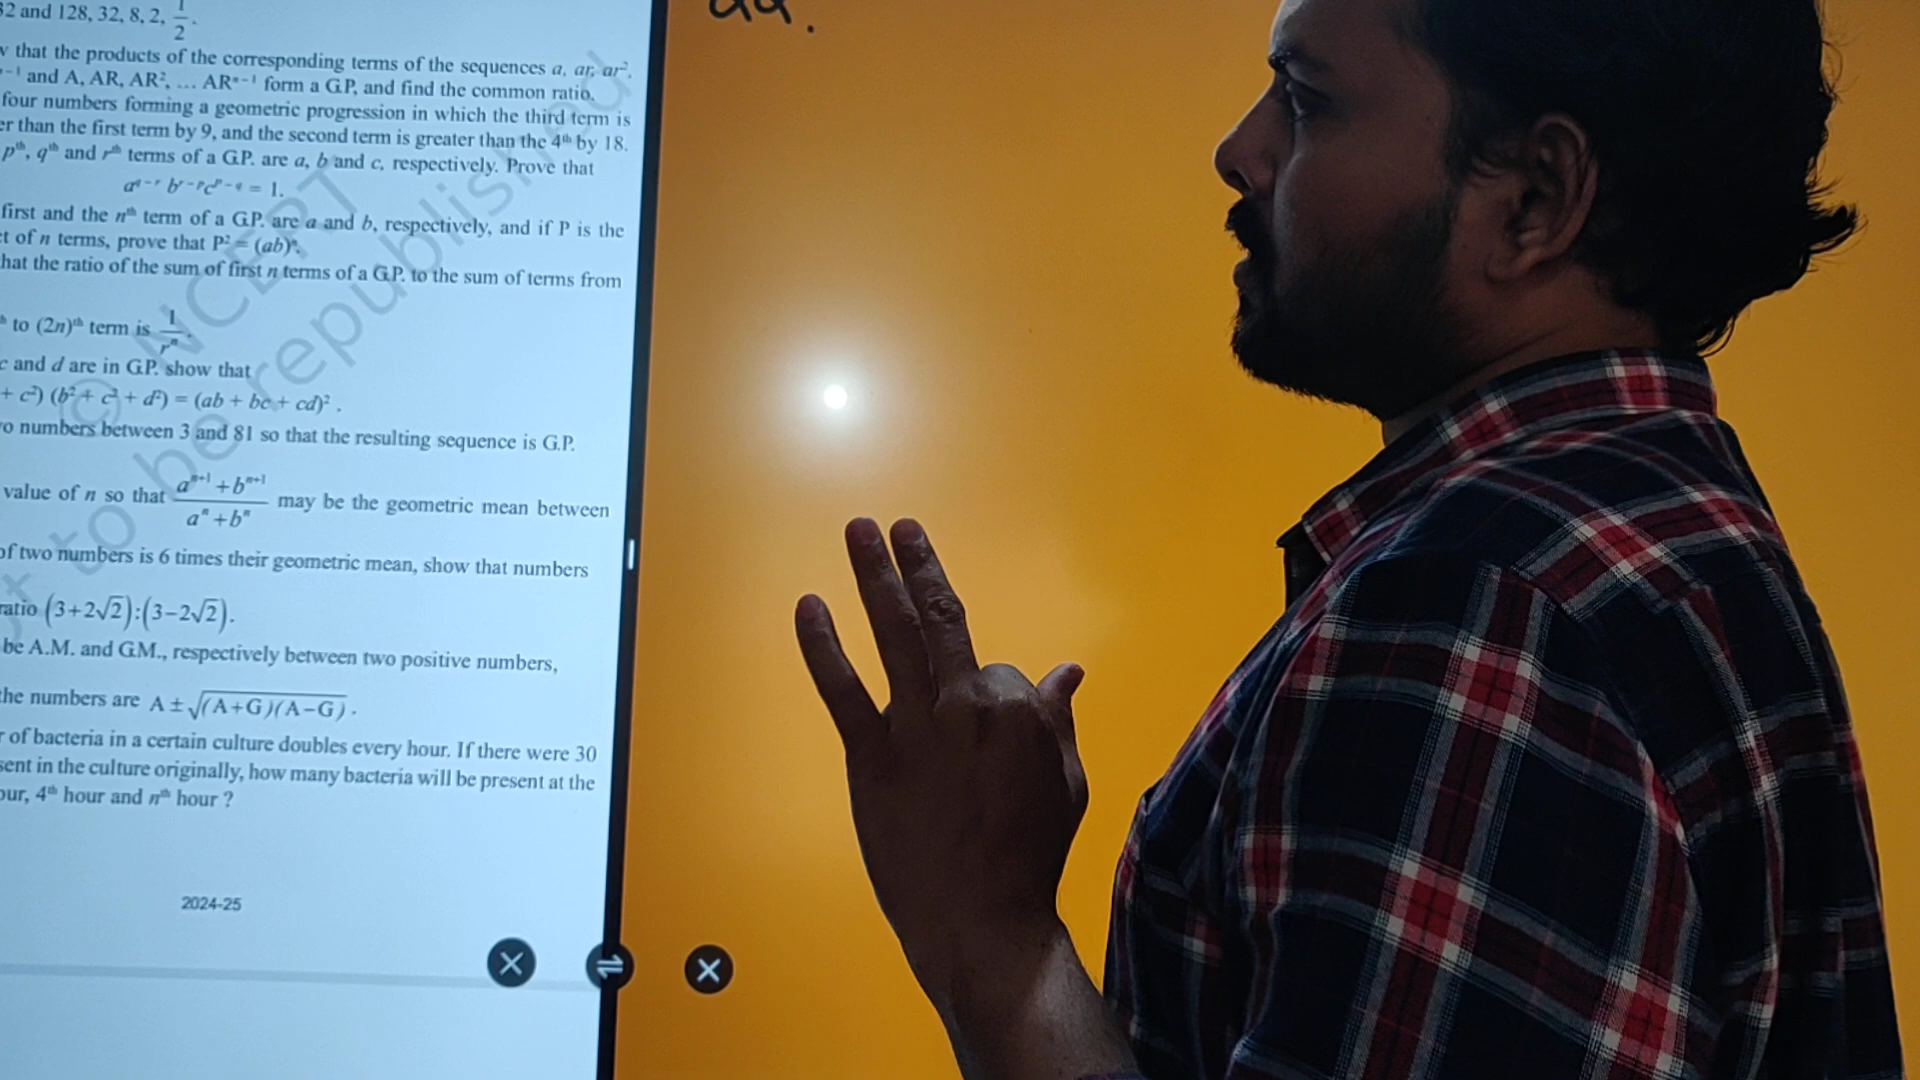 32 and 128, 32, 8, 2, 1/2.
that the products of the corresponding terms of the sequences a, ar, ar²,
and A, AR, AR², ... ARⁿ⁻¹ form a G.P, and find the common ratio.
four numbers forming a geometric progression in which the third term is
than the first term by 9, and the second term is greater than the 4ᵗʰ by 18.
pᵗʰ, qᵗʰ and rᵗʰ terms of a G.P. are a, b and c, respectively. Prove that
a^(q–r) b^(r–p) c^(p–q) = 1.
first and the nᵗʰ term of a G.P. are a and b, respectively, and if P is the
of n terms, prove that P² = (ab)ⁿ.
that the ratio of the sum of first n terms of a G.P. to the sum of terms from
to (2n)ᵗʰ term is 1/rⁿ.
c and d are in G.P. show that
+ c²) (b² + c² + d²) = (ab + bc + cd)² .
numbers between 3 and 81 so that the resulting sequence is G.P.
value of n so that (aⁿ⁺¹ + bⁿ⁺¹)/(aⁿ + bⁿ) may be the geometric mean between
of two numbers is 6 times their geometric mean, show that numbers
ratio (3+2√2):(3–2√2).
be A.M. and G.M., respectively between two positive numbers,
the numbers are A ± √((A+G)(A–G)) .
of bacteria in a certain culture doubles every hour. If there were 30
in the culture originally, how many bacteria will be present at the
4ᵗʰ hour and nᵗʰ hour ?
2024-25
© NCERT
to be republished